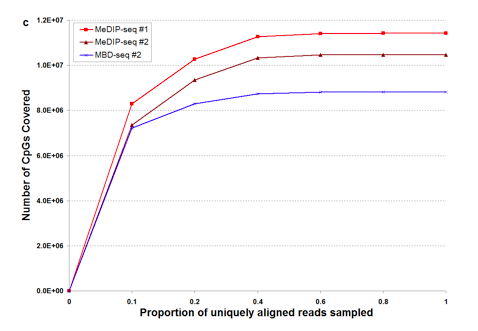 c
MeDIP-seq #1
MeDIP-seq #2
MBD-seq #2
Number of CpGs Covered
1.2E+07
1.0E+07
8.0E+06
6.0E+06
4.0E+06
2.0E+06
0.0E+00
0 0.1 0.2 0.4 0.6 0.8 1
Proportion of uniquely aligned reads sampled